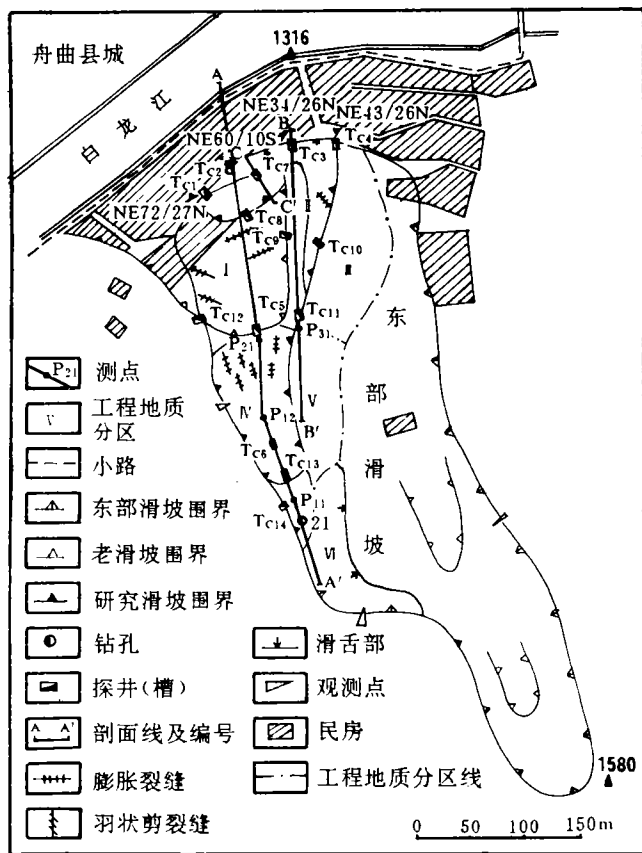 1316
舟曲县城
A
白龙江
NE34/26N
B
NE43/26N
TC4
NE60/10S
C
TC3
TC2
TC7
TC1
C' Ⅱ
NE72/27N
TC8
TC9
TC10
Ⅰ
Ⅲ
TC12
TC5
TC11
P21
P31
东部滑坡
P21 测点
Ⅴ 工程地质分区
Ⅳ
P12
Ⅴ
B'
小路
TC6
TC13
东部滑坡围界
P11
TC14
21
老滑坡围界
Ⅵ
A'
研究滑坡围界
钻孔
滑舌部
探井(槽)
观测点
A A' 剖面线及编号
民房
膨胀裂缝
工程地质分区线
1580
羽状剪裂缝
0 50 100 150m